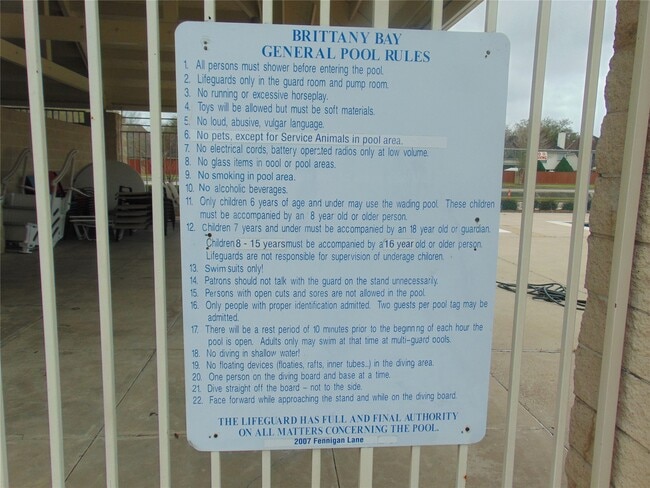 BRITTANY BAY
GENERAL POOL RULES
1. All persons must shower before entering the pool.
2. Lifeguards only in the guard room and pump room.
3. No running or excessive horseplay.
4. Toys will be allowed but must be soft materials.
5. No loud, abusive, vulgar language.
6. No pets, except for Service Animals in pool area.
7. No electrical cords, battery operated radios only at low volume.
8. No glass items in pool or pool areas.
9. No smoking in pool area.
10. No alcoholic beverages.
11. Only children 6 years of age and under may use the wading pool. These children
must be accompanied by an 8 year old or older person.
12. Children 7 years and under must be accompanied by an 18 year old or guardian.
Children 8 - 15 years must be accompanied by a 16 year old or older person.
Lifeguards are not responsible for supervision of underage children.
13. Swim suits only!
14. Patrons should not talk with the guard on the stand unnecessarily.
15. Persons with open cuts and sores are not allowed in the pool.
16. Only people with proper identification admitted. Two guests per pool tag may be
admitted.
17. There will be a rest period of 10 minutes prior to the beginning of each hour the
pool is open. Adults only may swim at that time at multi-guard pools.
18. No diving in shallow water!
19. No floating devices (floaties, rafts, inner tubes..) in the diving area.
20. One person on the diving board and base at a time.
21. Dive straight off the board - not to the side.
22. Face forward while approaching the stand and while on the diving board.
THE LIFEGUARD HAS FULL AND FINAL AUTHORITY
ON ALL MATTERS CONCERNING THE POOL.
2007 Fennigan Lane